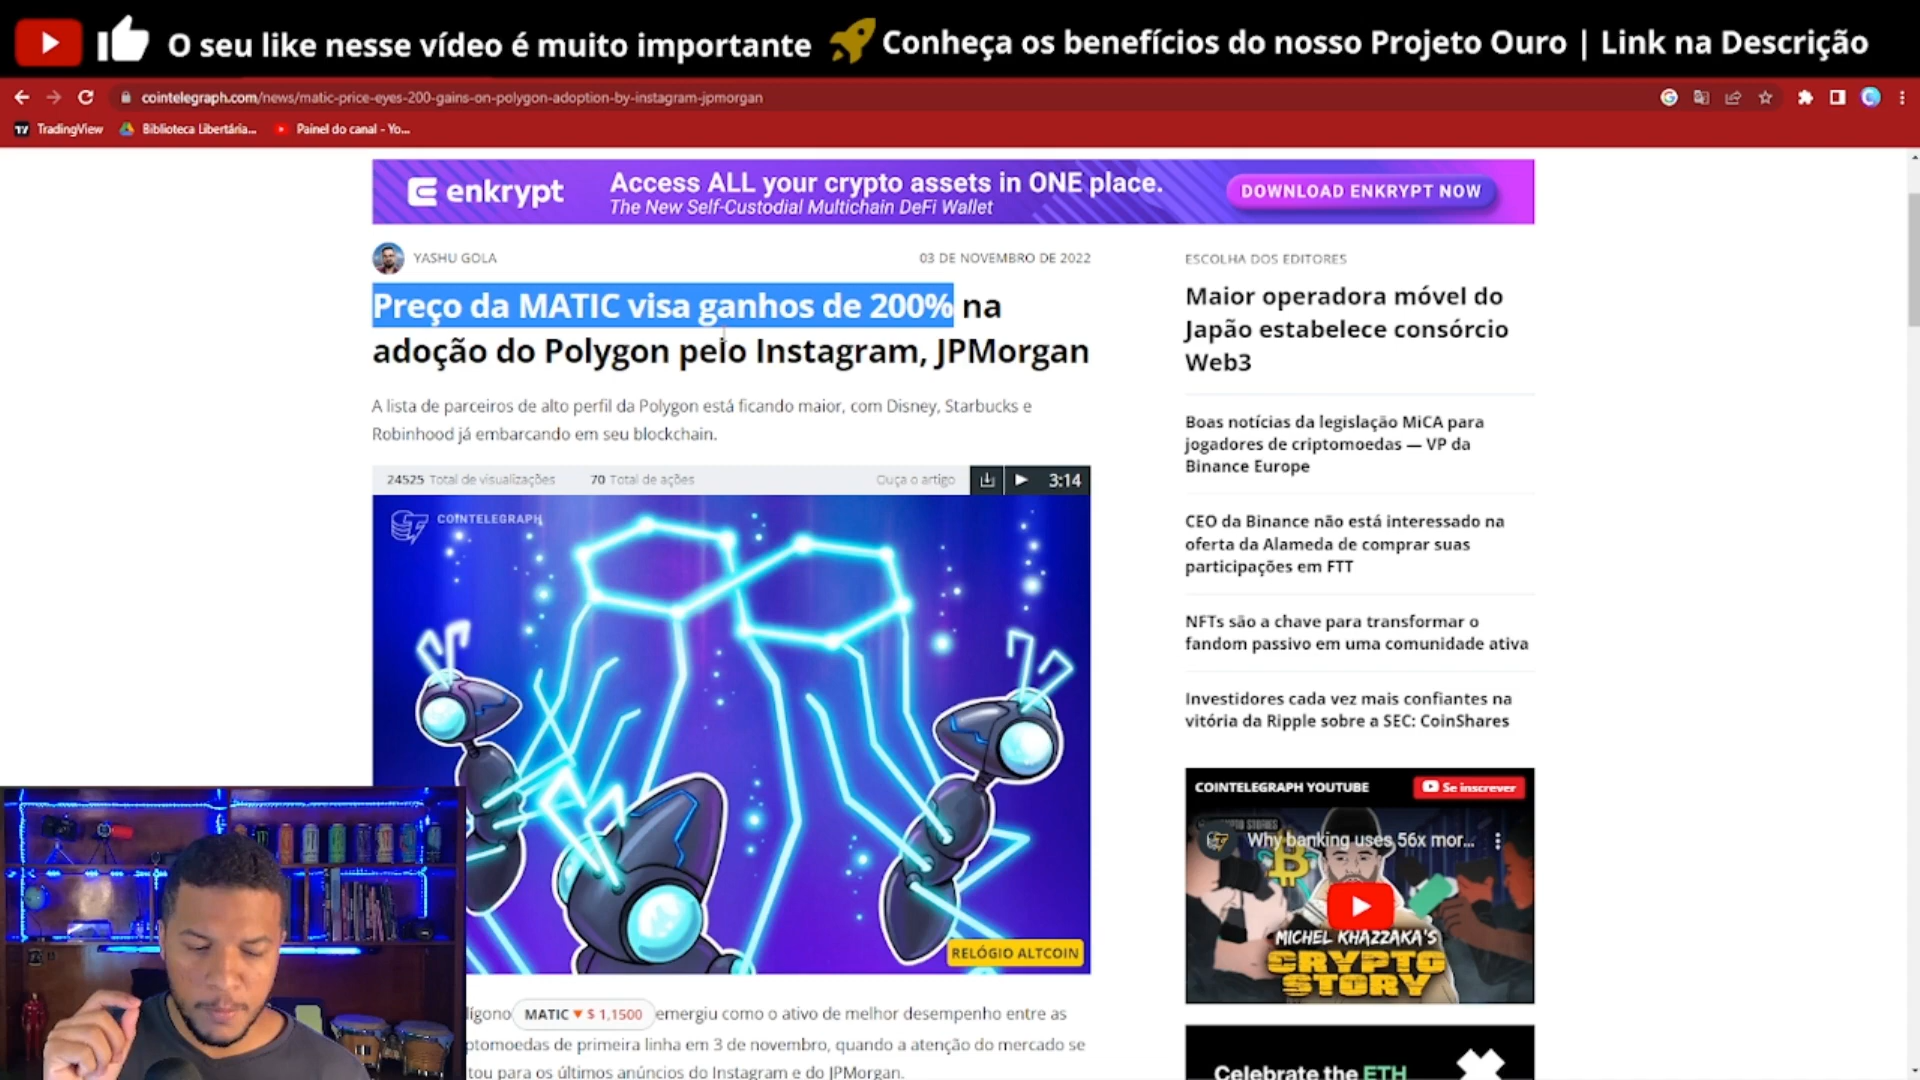 O seu like nesse vídeo é muito importante
Conheça os benefícios do nosso Projeto Ouro | Link na Descrição
cointelegraph.com/news/matic-price-eyes-200-gains-on-polygon-adoption-by-instagram-jpmorgan
TradingView
Biblioteca Libertária...
Painel do canal - Yo...
enkrypt
Access ALL your crypto assets in ONE place.
The New Self-Custodial Multichain DeFi Wallet
DOWNLOAD ENKRYPT NOW
YASHU GOLA
03 DE NOVEMBRO DE 2022
Preço da MATIC visa ganhos de 200% na
adoção do Polygon pelo Instagram, JPMorgan
A lista de parceiros de alto perfil da Polygon está ficando maior, com Disney, Starbucks e
Robinhood já embarcando em seu blockchain.
24525 Total de visualizações
70 Total de ações
Ouça o artigo
3:14
COINTELEGRAPH
RELÓGIO ALTCOIN
lígono MATIC ▼ $ 1,1500 emergiu como o ativo de melhor desempenho entre as
ptomoedas de primeira linha em 3 de novembro, quando a atenção do mercado se
tou para os últimos anúncios do Instagram e do JPMorgan.
ESCOLHA DOS EDITORES
Maior operadora móvel do
Japão estabelece consórcio
Web3
Boas notícias da legislação MiCA para
jogadores de criptomoedas — VP da
Binance Europe
CEO da Binance não está interessado na
oferta da Alameda de comprar suas
participações em FTT
NFTs são a chave para transformar o
fandom passivo em uma comunidade ativa
Investidores cada vez mais confiantes na
vitória da Ripple sobre a SEC: CoinShares
COINTELEGRAPH YOUTUBE
Se inscrever
Why banking uses 56x mor...
MICHEL KHAZZAKA'S
CRYPTO
STORY
Celebrate the ETH